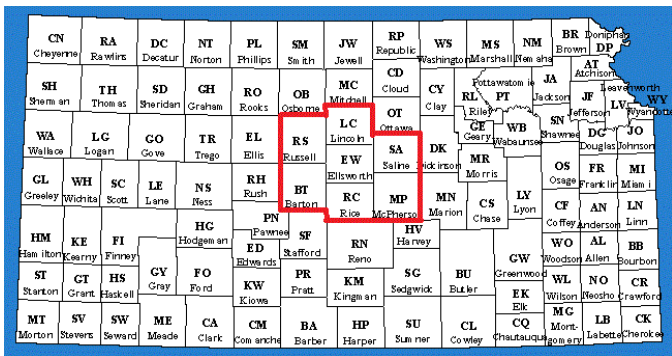 CN
Cheyenne
RA
Rawlins
DC
Decatur
NT
Norton
PL
Phillips
SM
Smith
JW
Jewell
RP
Republic
WS
Washington
MS
Marshall
NM
Nemaha
BR
Brown
Doniphan
DP
SH
Sherman
TH
Thomas
SD
Sheridan
GH
Graham
RO
Rooks
OB
Osborne
MC
Mitchell
CD
Cloud
CY
Clay
RL
Riley
Pottawatomie
PT
JA
Jackson
AT
Atchison
JF
Jefferson
Leavenworth
LV
WY
Wyandotte
WA
Wallace
LG
Logan
GO
Gove
TR
Trego
EL
Ellis
RS
Russell
LC
Lincoln
OT
Ottawa
SA
Saline
DK
Dickinson
GE
Geary
WB
Wabaunsee
SN
Shawnee
DG
Douglas
JO
Johnson
GL
Greeley
WH
Wichita
SC
Scott
LE
Lane
NS
Ness
RH
Rush
BT
Barton
EW
Ellsworth
RC
Rice
MP
McPherson
MN
Marion
MR
Morris
CS
Chase
LY
Lyon
OS
Osage
FR
Franklin
MI
Miami
HM
Hamilton
KE
Kearny
FI
Finney
HG
Hodgeman
PN
Pawnee
ED
Edwards
SF
Stafford
RN
Reno
HV
Harvey
CF
Coffey
AN
Anderson
LN
Linn
ST
Stanton
GT
Grant
HS
Haskell
GY
Gray
FO
Ford
KW
Kiowa
PR
Pratt
KM
Kingman
SG
Sedgwick
BU
Butler
GW
Greenwood
WO
Woodson
AL
Allen
BB
Bourbon
MT
Morton
SV
Stevens
SW
Seward
ME
Meade
CA
Clark
CM
Comanche
BA
Barber
HP
Harper
SU
Sumner
CL
Cowley
EK
Elk
CQ
Chautauqua
WL
Wilson
NO
Neosho
CR
Crawford
MG
Mont-
gomery
LB
Labette
CK
Cherokee